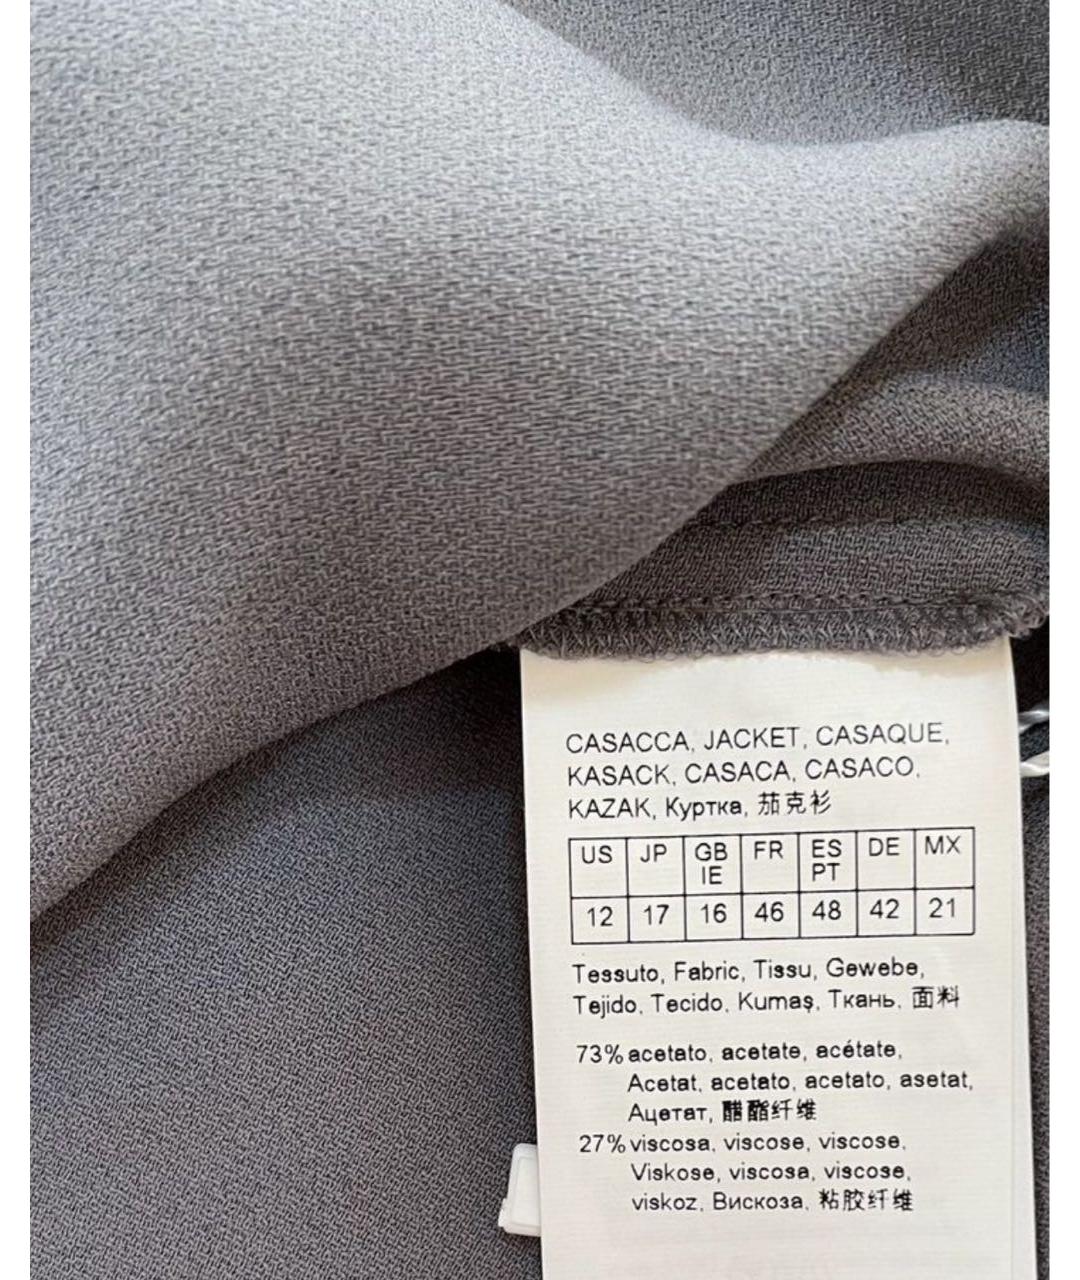 CASACCA, JACKET, CASAQUE,
KASACK, CASACA, CASACO,
KAZAK, Куртка, 茄克衫
US JP GB IE FR ES PT DE MX
12 17 16 46 48 42 21
Tessuto, Fabric, Tissu, Gewebe,
Tejido, Tecido, Kumaş, Ткань, 面料
73% acetato, acetate, acétate,
Acetat, acetato, acetato, asetat,
Ацетат, 醋酯纤维
27% viscosa, viscose, viscose,
Viskose, viscosa, viscose,
viskoz, Вискоза, 粘胶纤维